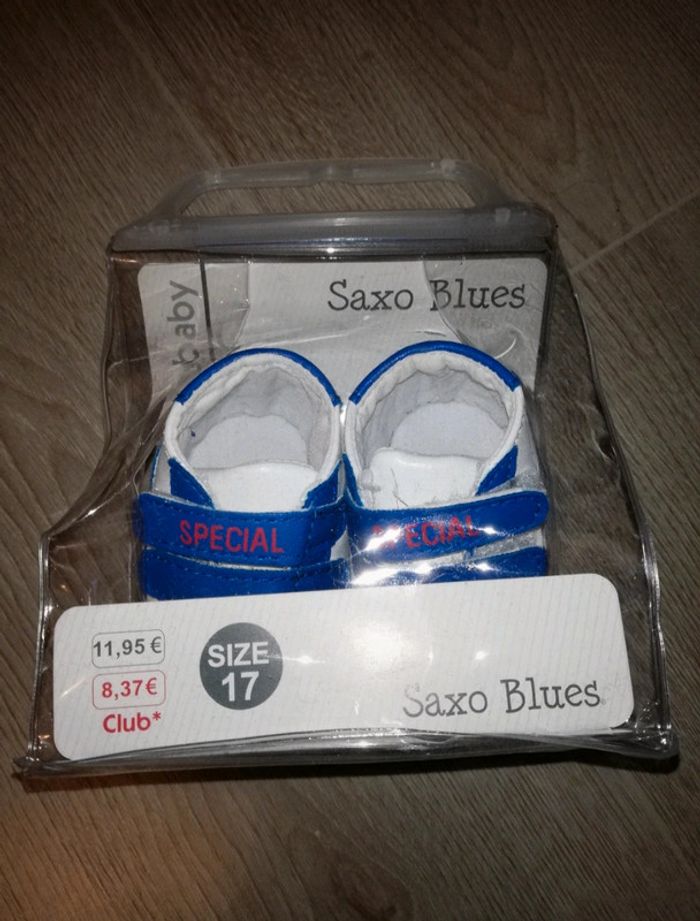 baby
Saxo Blues
SPECIAL
SPECIAL
11,95 €
8,37€
Club*
SIZE
17
Saxo Blues